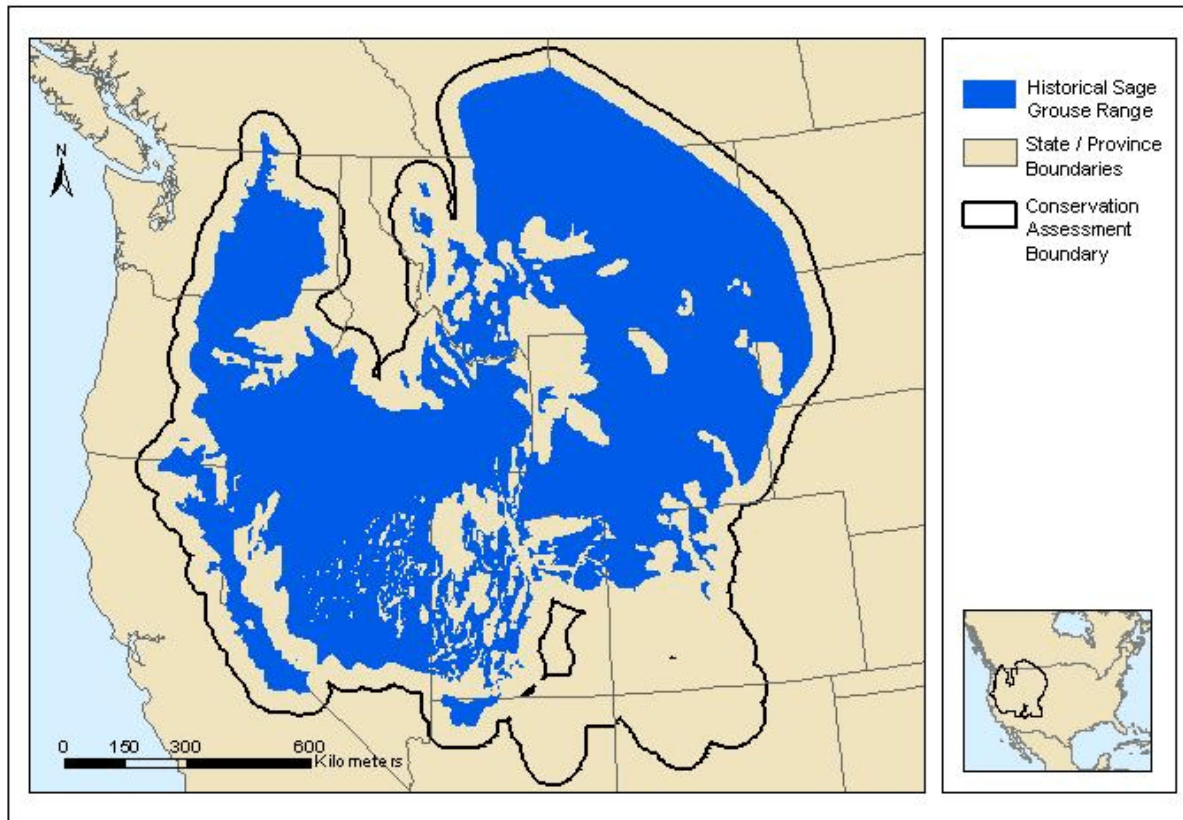 Historical Sage
Grouse Range
State / Province
Boundaries
Conservation
Assessment
Boundary
N
0 150 300 600
Kilometers